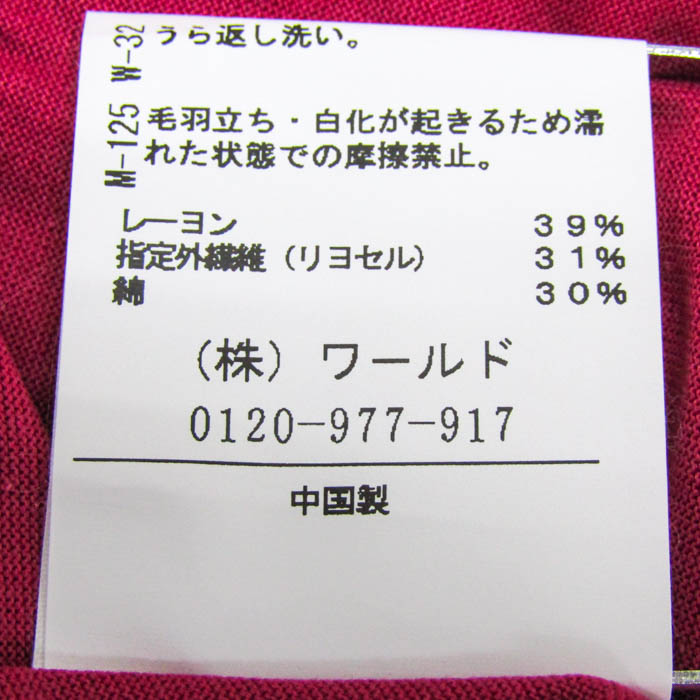 W-32
うら返し洗い。
M-125
毛羽立ち・白化が起きるため濡
れた状態での摩擦禁止。
レーヨン 39%
指定外繊維（リヨセル） 31%
綿 30%
（株）ワールド
0120-977-917
中国製